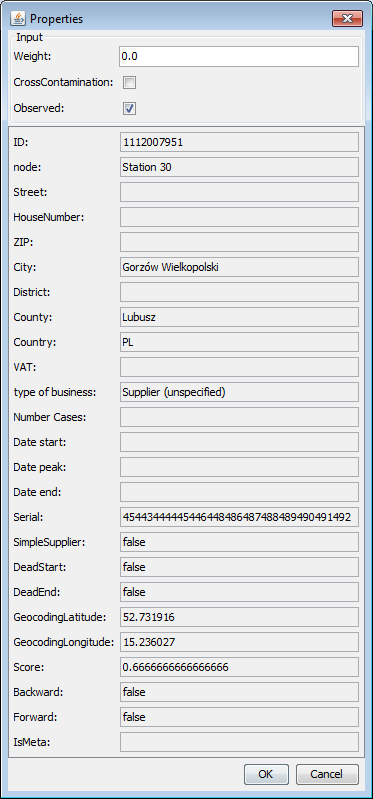 Properties
Input
Weight: 0.0
CrossContamination:
Observed:
ID: 1112007951
node: Station 30
Street:
HouseNumber:
ZIP:
City: Gorzów Wielkopolski
District:
County: Lubusz
Country: PL
VAT:
type of business: Supplier (unspecified)
Number Cases:
Date start:
Date peak:
Date end:
Serial: 454434444454464484864874884894904914​92
SimpleSupplier: false
DeadStart: false
DeadEnd: false
GeocodingLatitude: 52.731916
GeocodingLongitude: 15.236027
Score: 0.6666666666666666
Backward: false
Forward: false
IsMeta:
OK Cancel